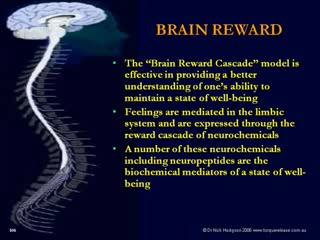 BRAIN REWARD
• The “Brain Reward Cascade” model is
effective in providing a better
understanding of one’s ability to
maintain a state of well-being
• Feelings are mediated in the limbic
system and are expressed through the
reward cascade of neurochemicals
• A number of these neurochemicals
including neuropeptides are the
biochemical mediators of a state of well-
being
© Dr Nick Hodgson 2008 www.torquerelease.com.au